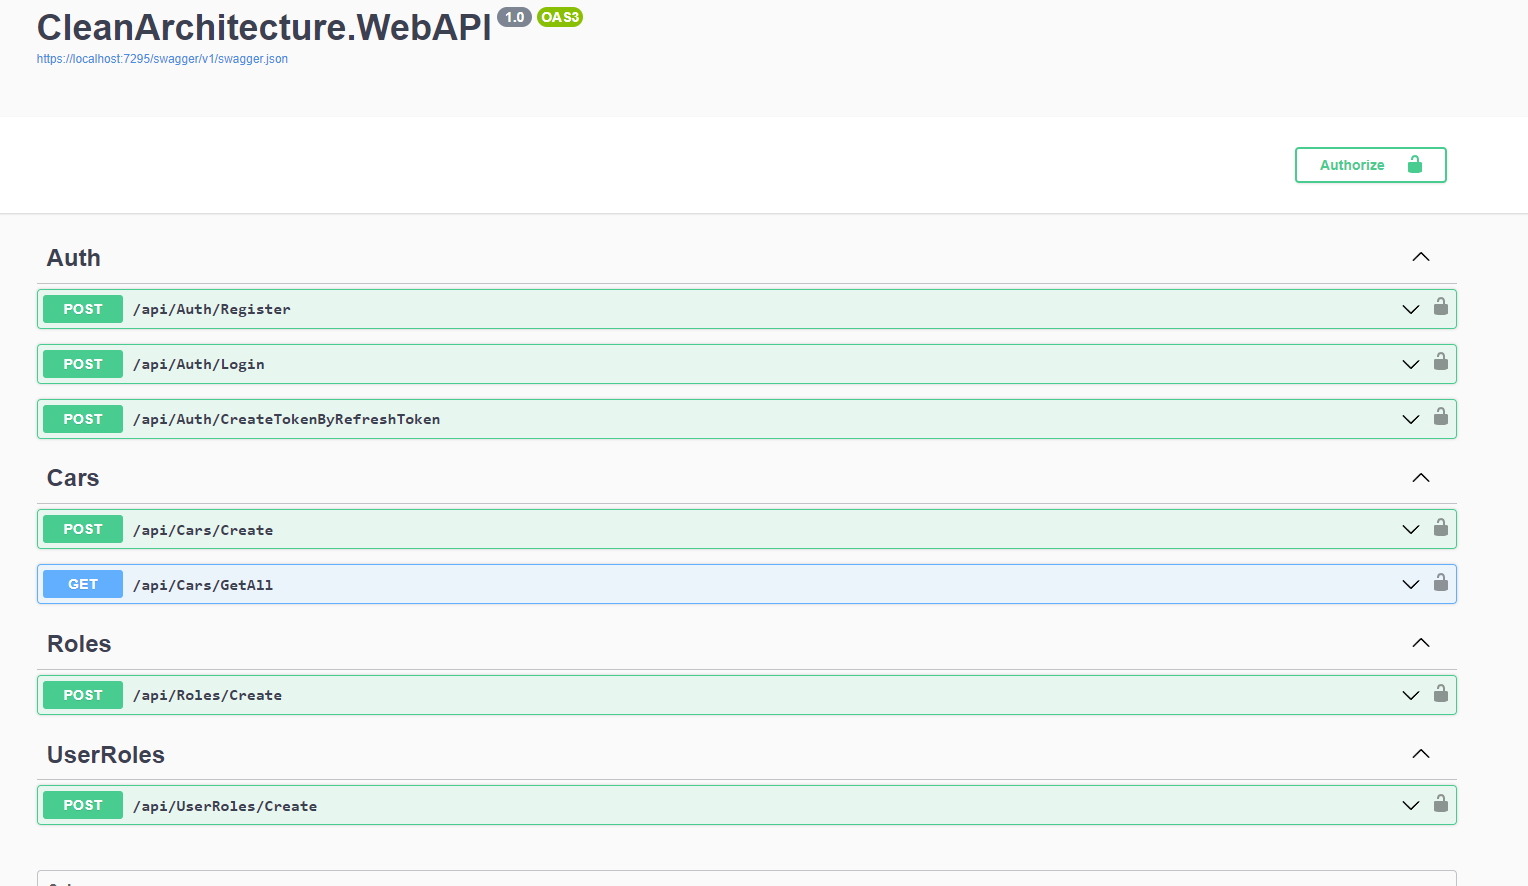 CleanArchitecture.WebAPI 1.0 OAS3
https://localhost:7295/swagger/v1/swagger.json
Authorize
Auth
POST /api/Auth/Register
POST /api/Auth/Login
POST /api/Auth/CreateTokenByRefreshToken
Cars
POST /api/Cars/Create
GET /api/Cars/GetAll
Roles
POST /api/Roles/Create
UserRoles
POST /api/UserRoles/Create